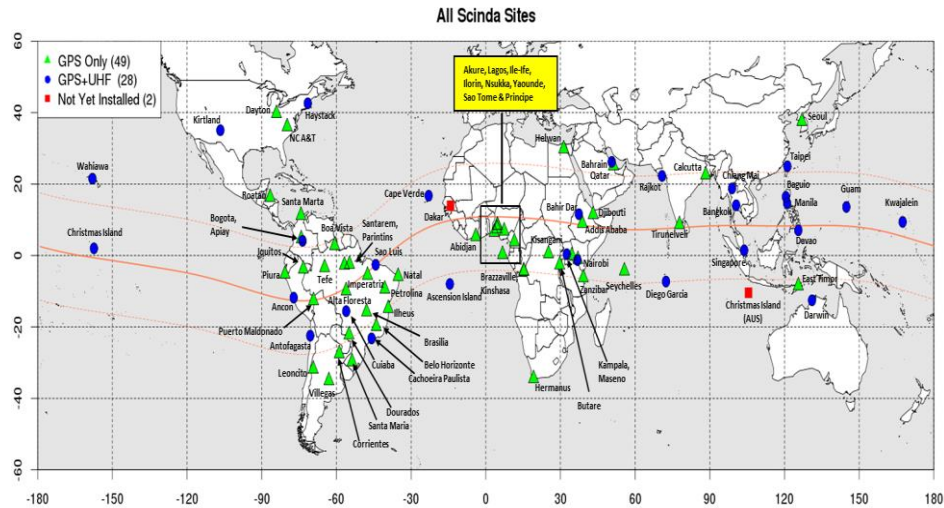 All Scinda Sites
60
40
20
0
-20
-40
-60
GPS Only (49)
GPS+UHF (28)
Not Yet Installed (2)
Akure, Lagos, Ile-Ife,
Ilorin, Nsukka, Yaounde,
Sao Tome & Principe
Dayton
Haystack
Kirtland
NC A&T
Seoul
Helwan
Wahiawa
Bahrain
Qatar
Calcutta
Taipei
Rajkot
Chiang Mai
Roatan
Santa Marta
Cape Verde
Baguio
Guam
Kwajalein
Bogota,
Apiay
Santarem,
Parintins
Dakar
Bahir Dar
Djibouti
Bangkok
Manila
Christmas Island
Boa Vista
Sao Luis
Abidjan
Kisangani
Addis Ababa
Tirunelveli
Davao
Iquitos
Singapore
Piura
Tefe
Imperatriz
Natal
Brazzaville,
Kinshasa
Nairobi
Seychelles
East Timor
Ancon
Alta Floresta
Petrolina
Ascension Island
Zanzibar
Diego Garcia
Christmas Island
(AUS)
Darwin
Puerto Maldonado
Ilheus
Antofagasta
Brasilia
Cuiaba
Belo Horizonte
Cachoeira Paulista
Kampala,
Maseno
Leoncito
Villegas
Hermanus
Butare
Dourados
Santa Maria
Corrientes
-180
-150
-120
-90
-60
-30
0
30
60
90
120
150
180